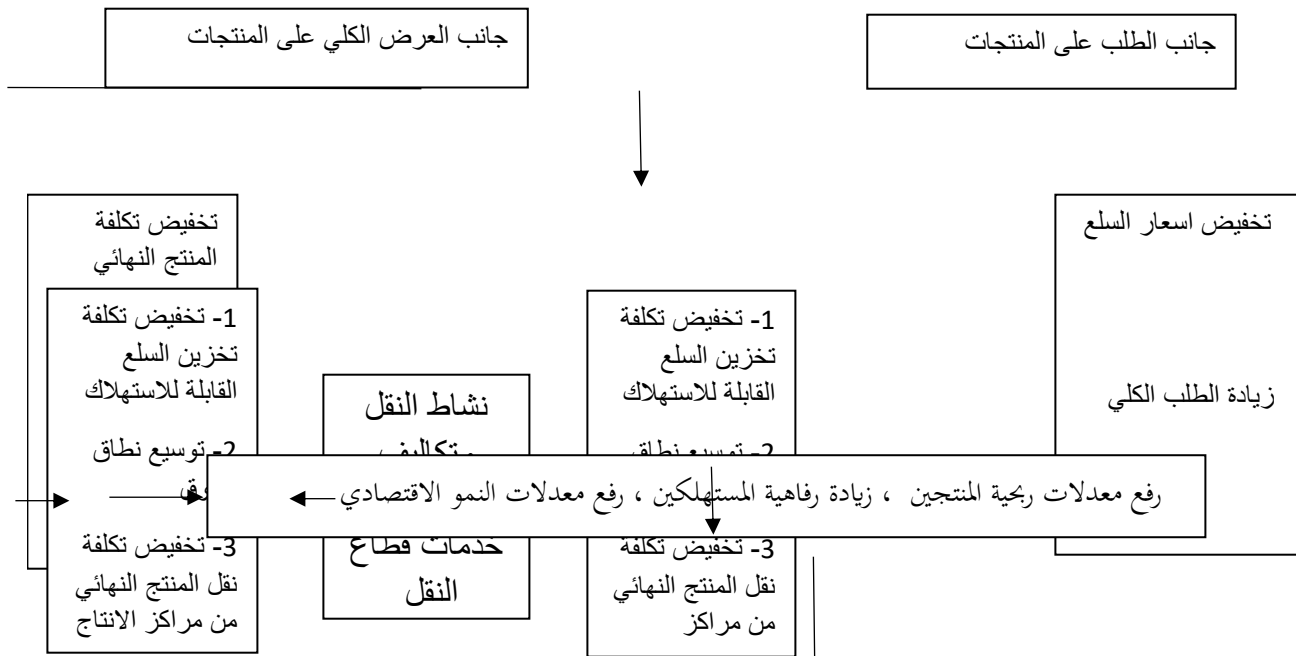 جانب الطلب على المنتجات
جانب العرض الكلي على المنتجات
تخفيض اسعار السلع
زيادة الطلب الكلي
1- تخفيض تكلفة
تخزين السلع
القابلة للاستهلاك
2- توسيع نطاق
3- تخفيض تكلفة
نقل المنتج النهائي
من مراكز
نشاط النقل
خدمات قطاع
النقل
تخفيض تكلفة
المنتج النهائي
1- تخفيض تكلفة
تخزين السلع
القابلة للاستهلاك
2- توسيع نطاق
3- تخفيض تكلفة
نقل المنتج النهائي
من مراكز الانتاج
رفع معدلات ربحية المنتجين ، زيادة رفاهية المستهلكين ، رفع معدلات النمو الاقتصادي